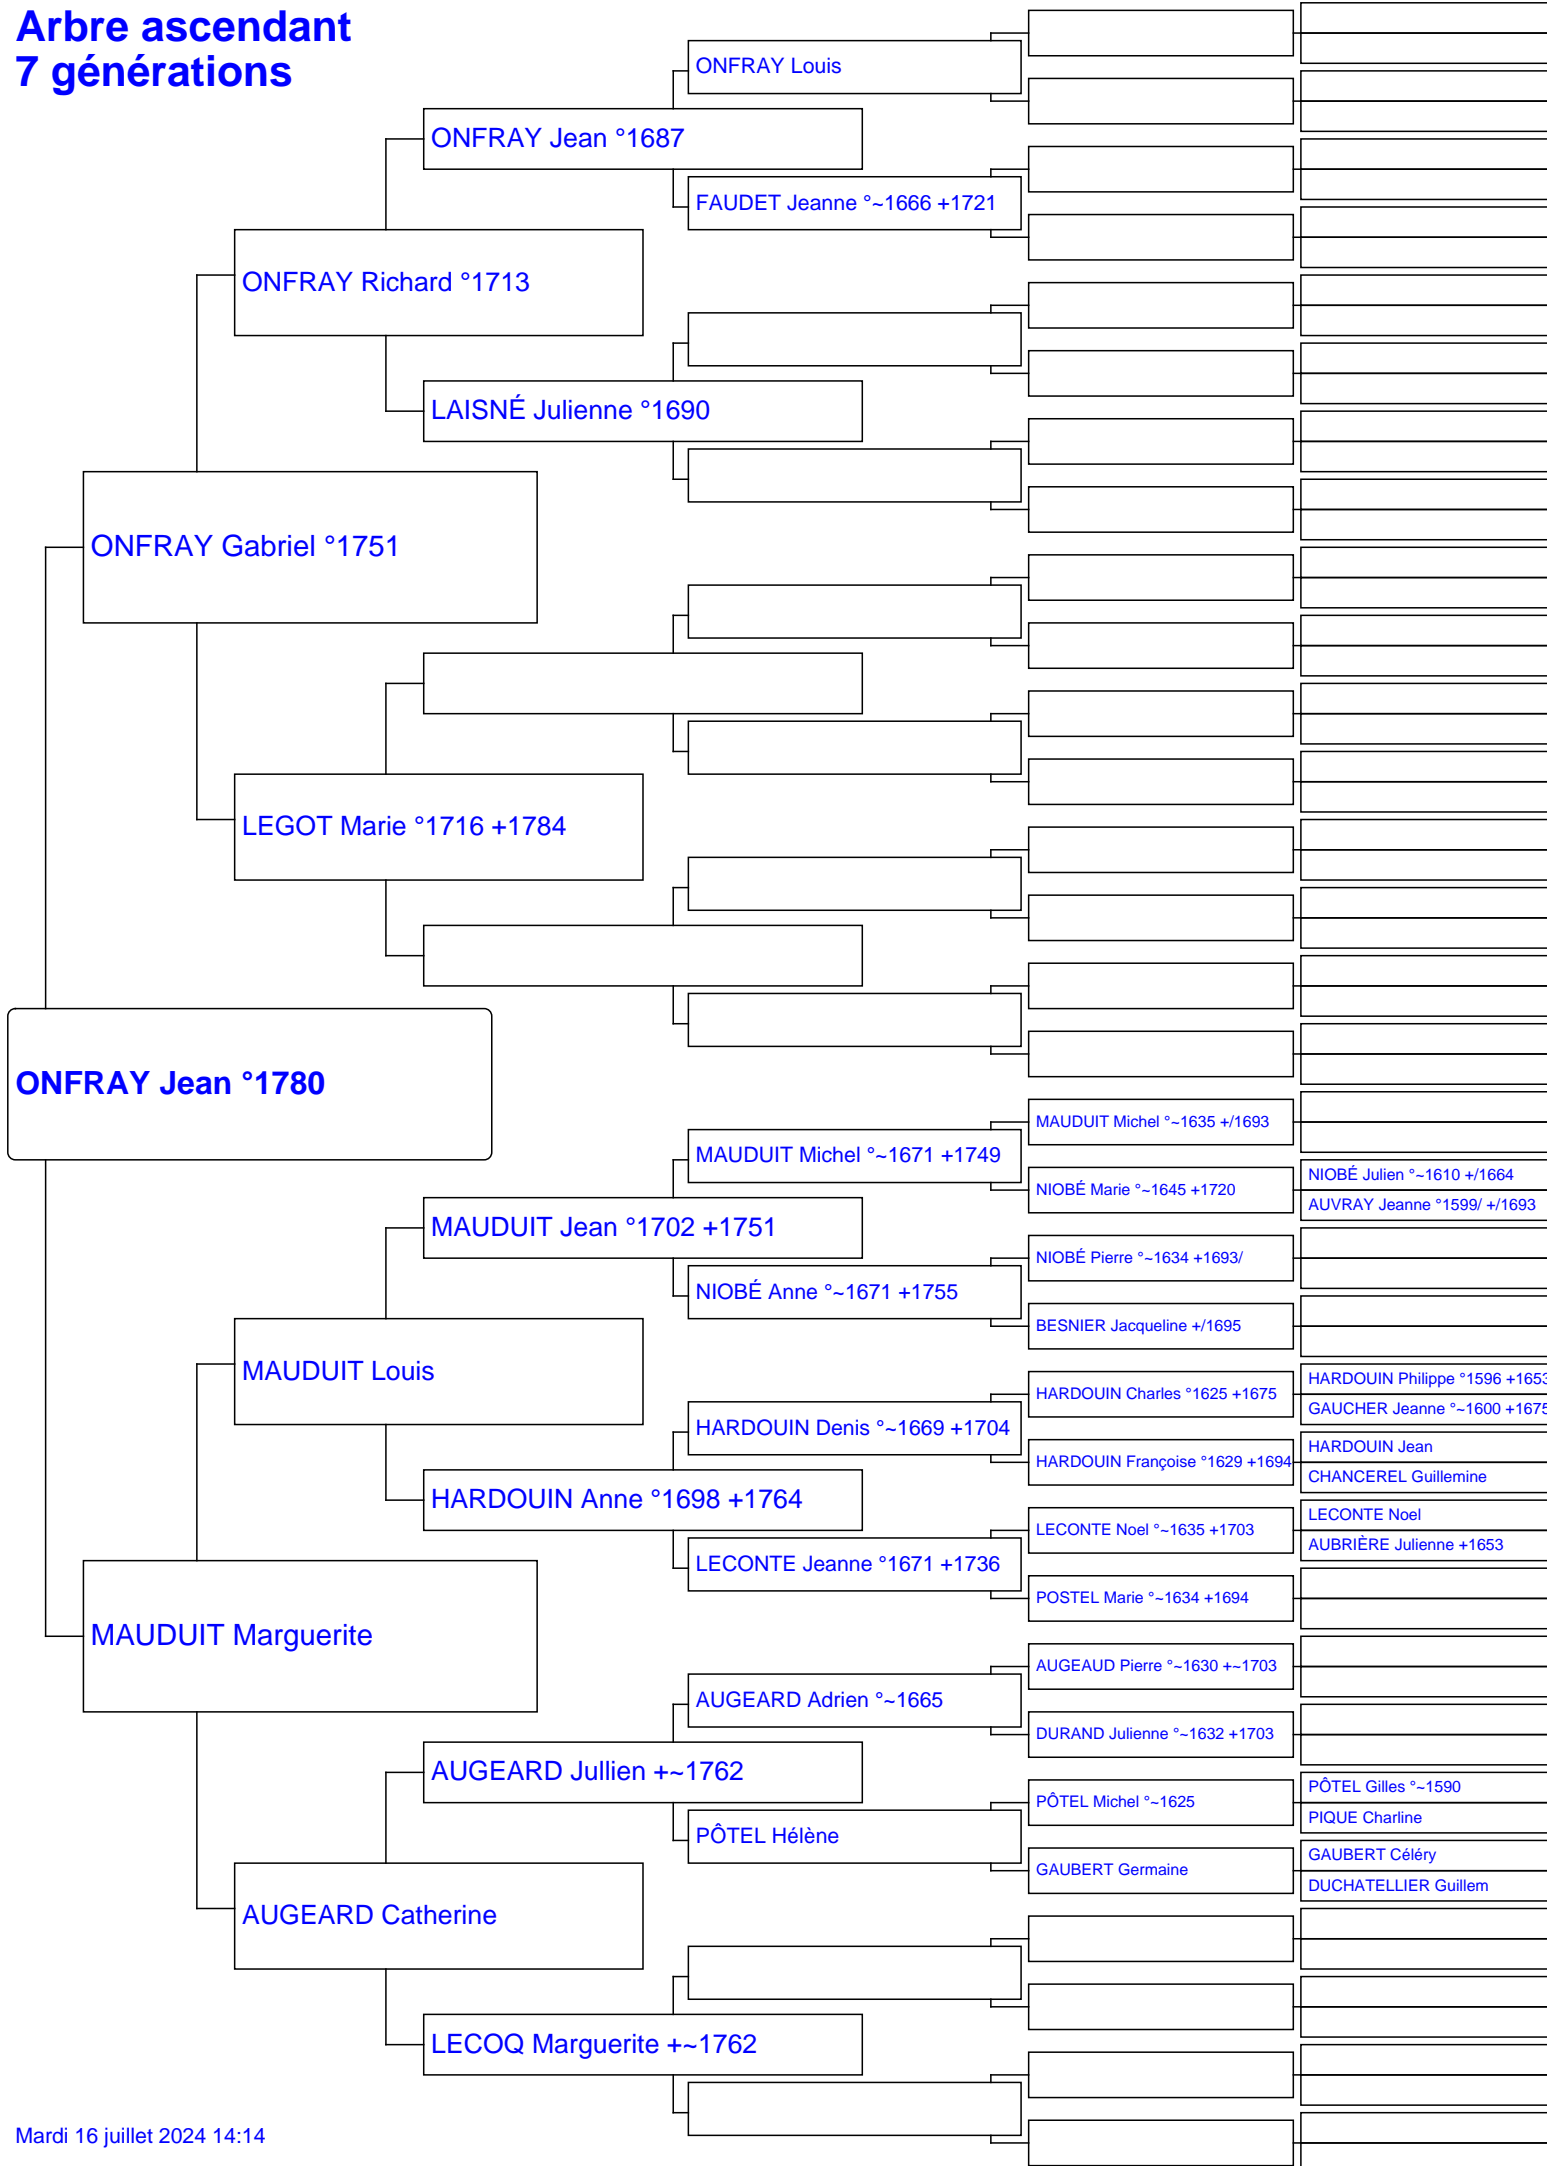 Arbre ascendant
7 générations
ONFRAY Louis
ONFRAY Jean °1687
FAUDET Jeanne °~1666 +1721
ONFRAY Richard °1713
LAISNÉ Julienne °1690
ONFRAY Gabriel °1751
LEGOT Marie °1716 +1784
ONFRAY Jean °1780
MAUDUIT Michel °~1635 +/1693
MAUDUIT Michel °~1671 +1749
NIOBÉ Julien °~1610 +/1664
NIOBÉ Marie °~1645 +1720
AUVRAY Jeanne °1599/ +/1693
MAUDUIT Jean °1702 +1751
NIOBÉ Pierre °~1634 +1693/
NIOBÉ Anne °~1671 +1755
BESNIER Jacqueline +/1695
MAUDUIT Louis
HARDOUIN Philippe °1596 +1653
HARDOUIN Charles °1625 +1675
GAUCHER Jeanne °~1600 +1675
HARDOUIN Denis °~1669 +1704
HARDOUIN Jean
HARDOUIN Françoise °1629 +1694
CHANCEREL Guillemine
HARDOUIN Anne °1698 +1764
LECONTE Noel
LECONTE Noel °~1635 +1703
AUBRIÈRE Julienne +1653
LECONTE Jeanne °1671 +1736
POSTEL Marie °~1634 +1694
MAUDUIT Marguerite
AUGEAUD Pierre °~1630 +~1703
AUGEARD Adrien °~1665
DURAND Julienne °~1632 +1703
AUGEARD Jullien +~1762
PÔTEL Gilles °~1590
PÔTEL Michel °~1625
PIQUE Charline
PÔTEL Hélène
GAUBERT Céléry
GAUBERT Germaine
DUCHATELLIER Guillem
AUGEARD Catherine
LECOQ Marguerite +~1762
Mardi 16 juillet 2024 14:14